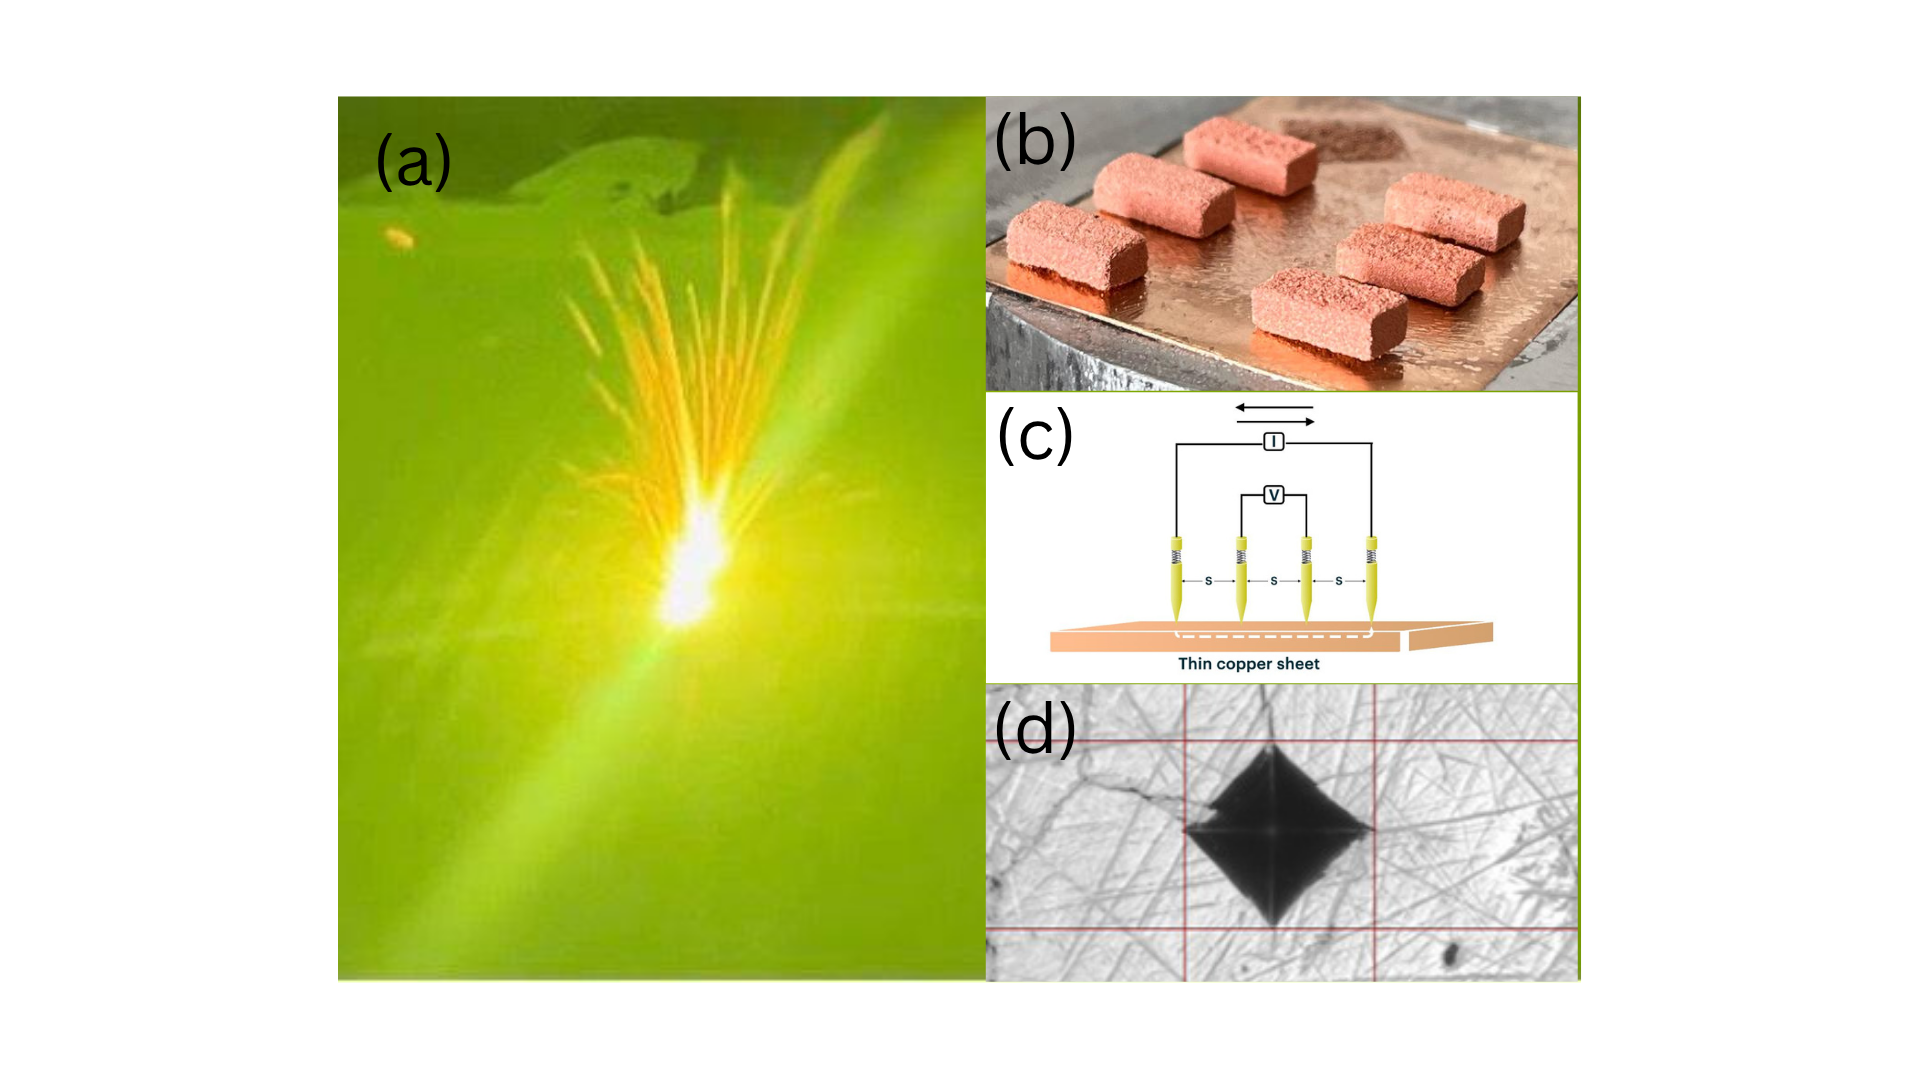 (a)
(b)
(c)
I
V
s s s
Thin copper sheet
(d)